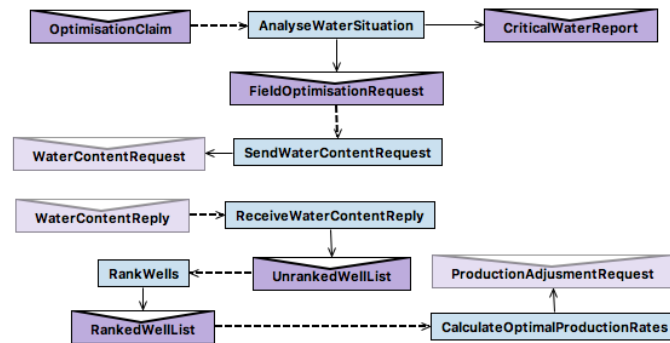 OptimisationClaim
AnalyseWaterSituation
CriticalWaterReport
FieldOptimisationRequest
WaterContentRequest
SendWaterContentRequest
WaterContentReply
ReceiveWaterContentReply
RankWells
UnrankedWellList
ProductionAdjusmentRequest
RankedWellList
CalculateOptimalProductionRates